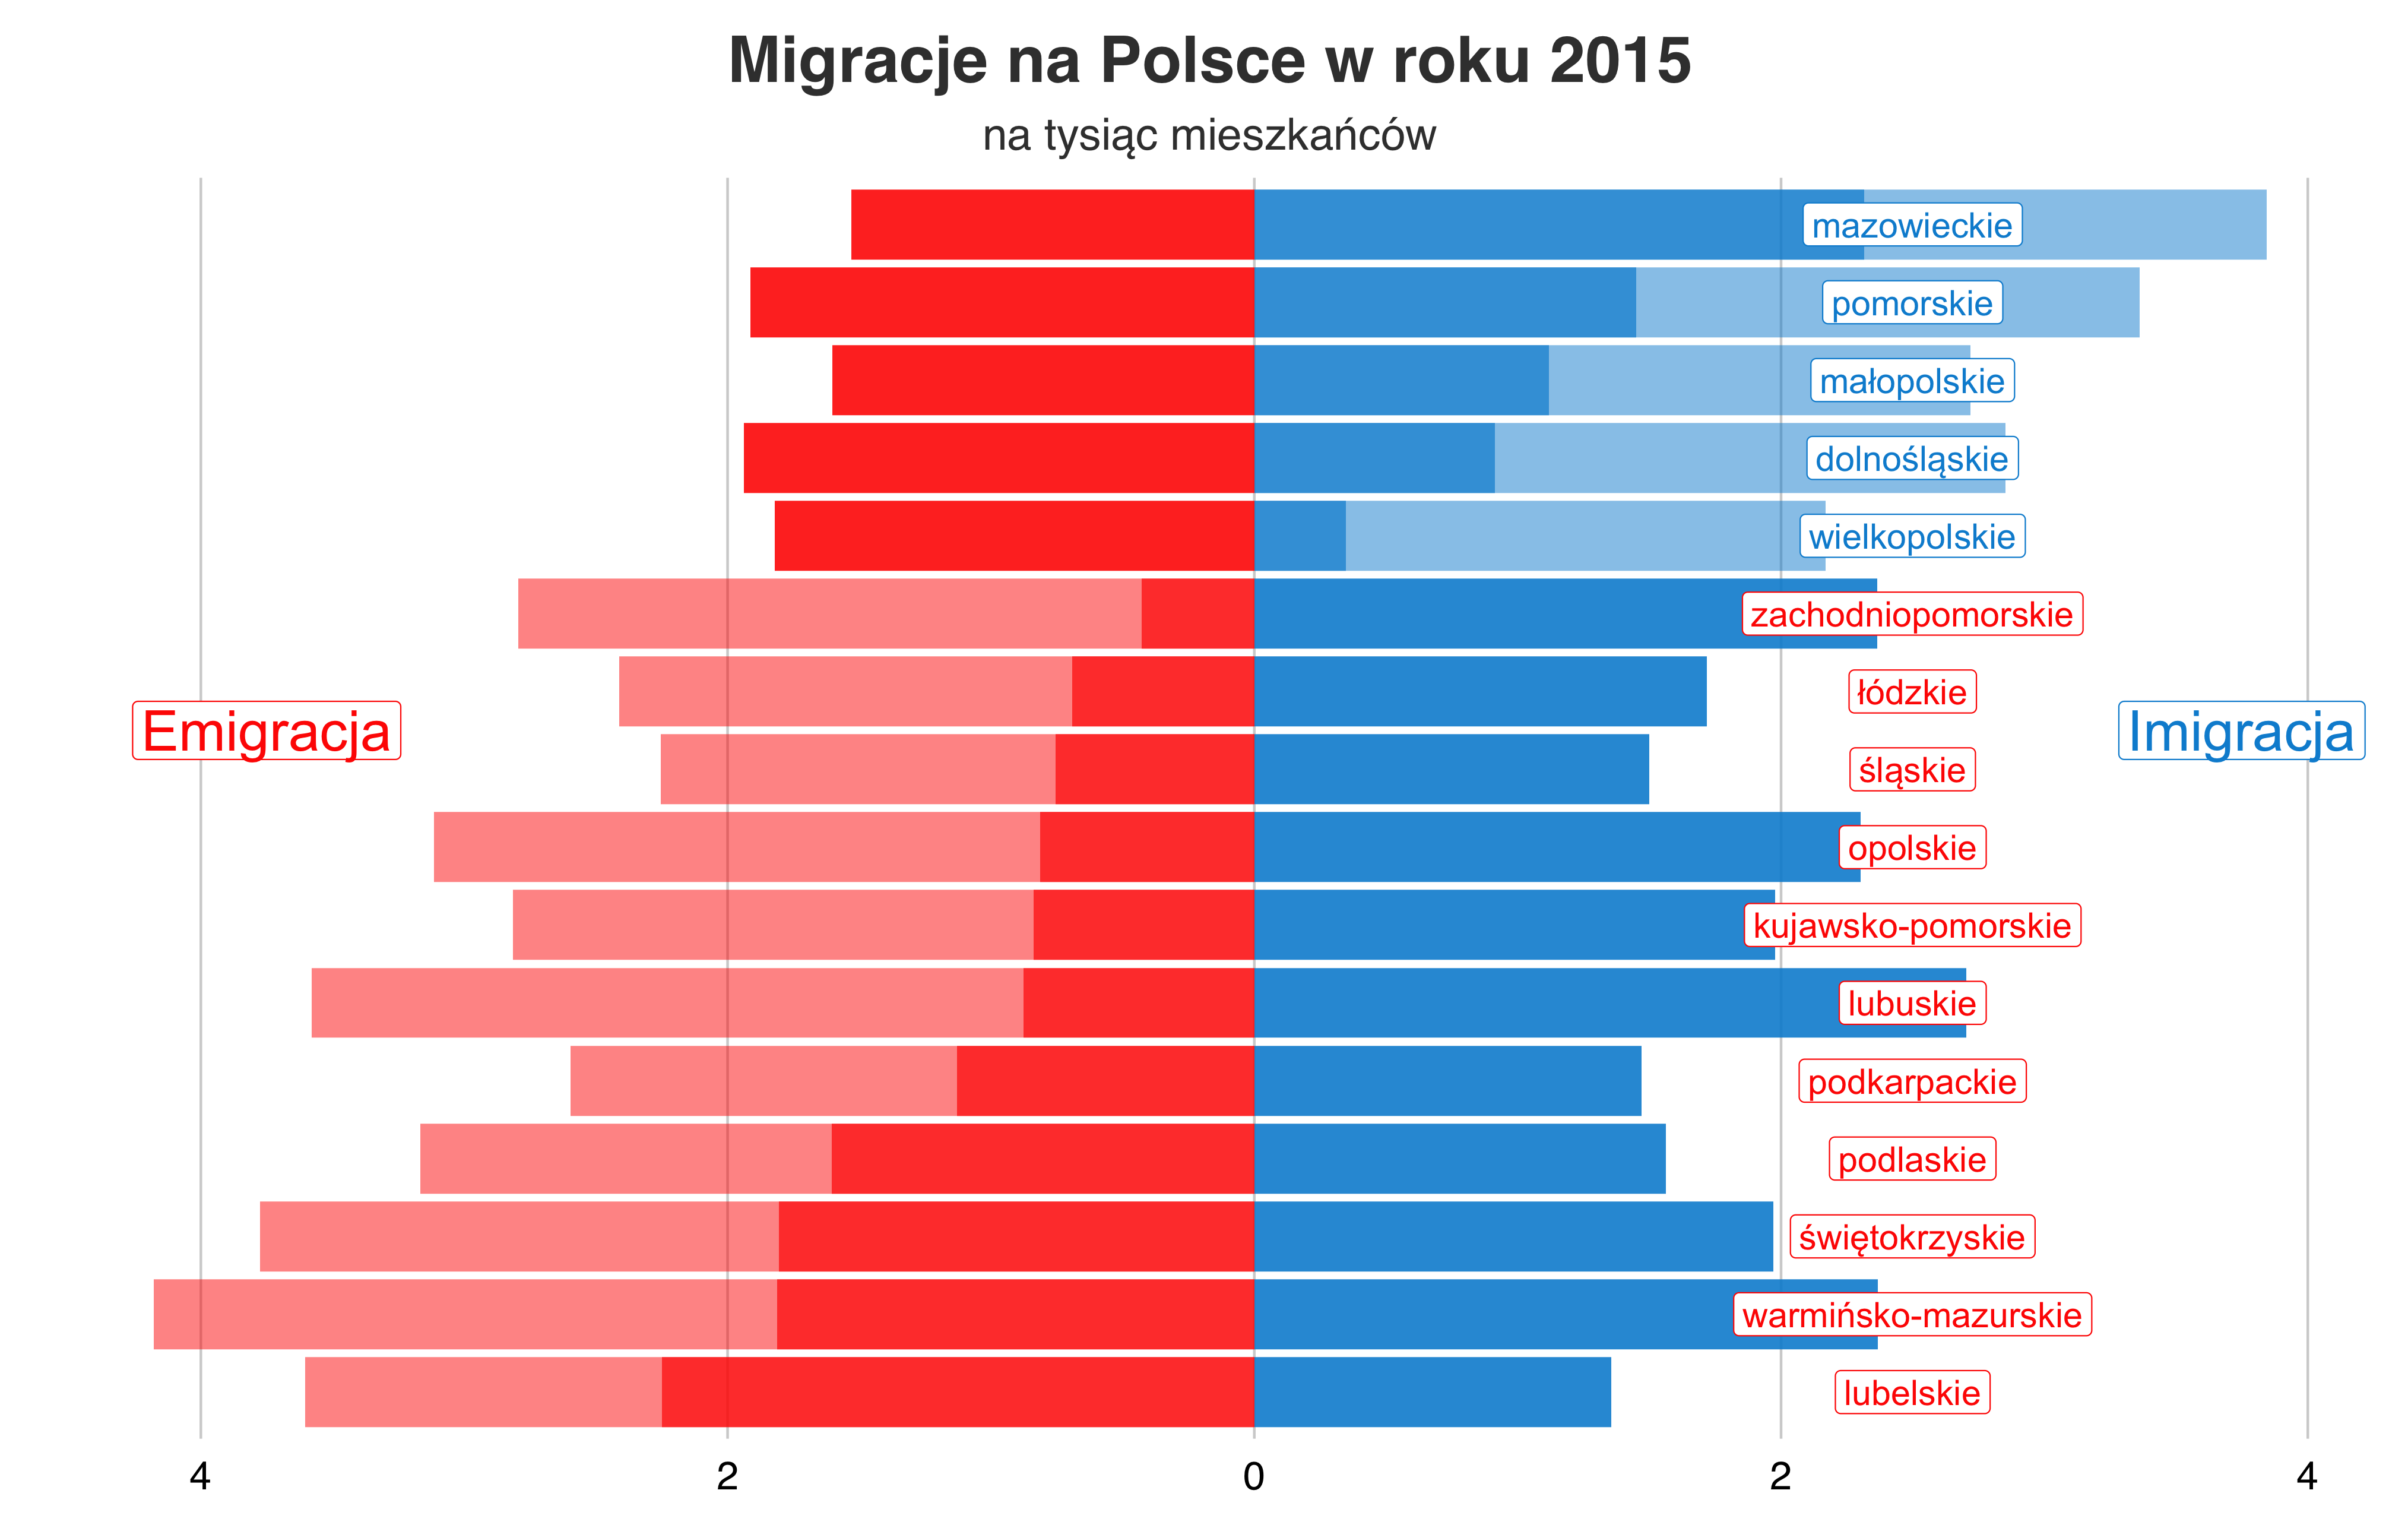 Migracje na Polsce w roku 2015
na tysiąc mieszkańców
mazowieckie
pomorskie
małopolskie
dolnośląskie
wielkopolskie
zachodniopomorskie
łódzkie
Emigracja
Imigracja
śląskie
opolskie
kujawsko-pomorskie
lubuskie
podkarpackie
podlaskie
świętokrzyskie
warmińsko-mazurskie
lubelskie
4 2 0 2 4